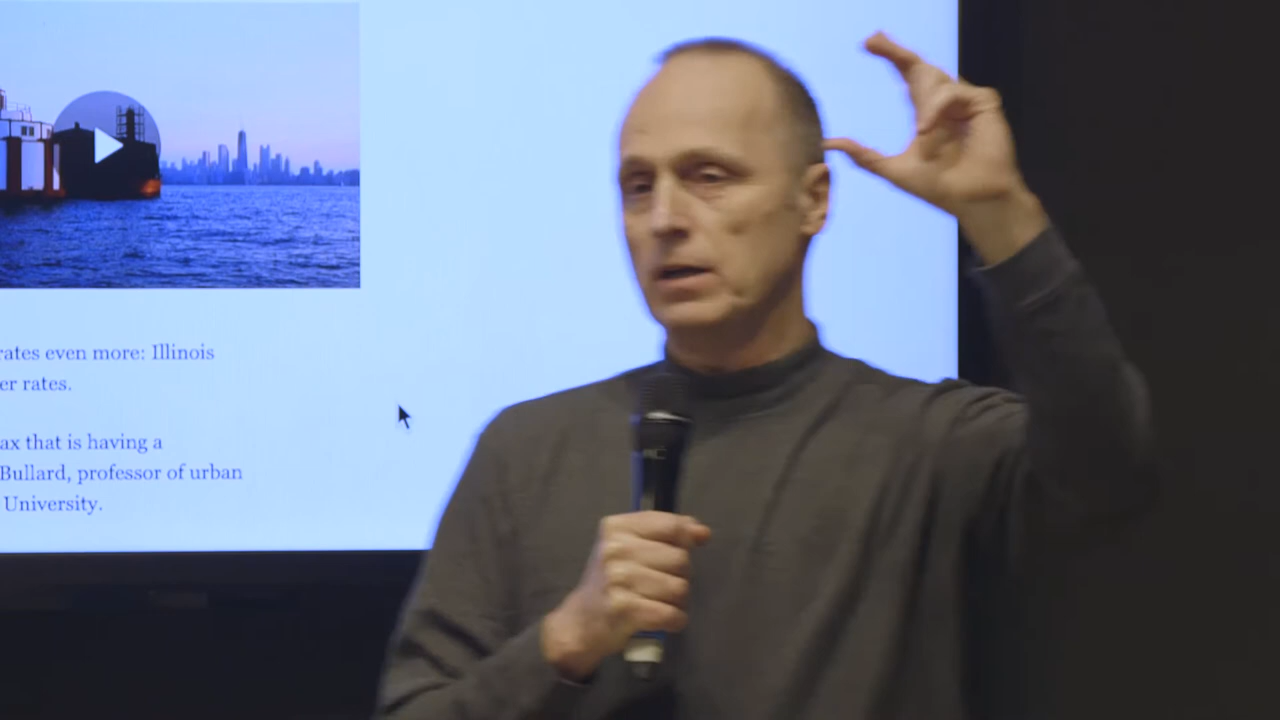 rates even more: Illinois
er rates.
ax that is having a
Bullard, professor of urban
University.